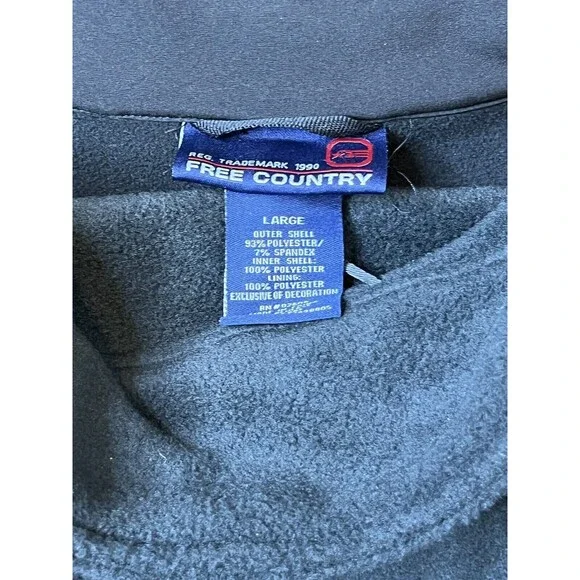 REG. TRADEMARK 1990
FREE COUNTRY
LARGE
OUTER SHELL
93% POLYESTER/
7% SPANDEX
INNER SHELL:
100% POLYESTER
LINING:
100% POLYESTER
EXCLUSIVE OF DECORATION
RN